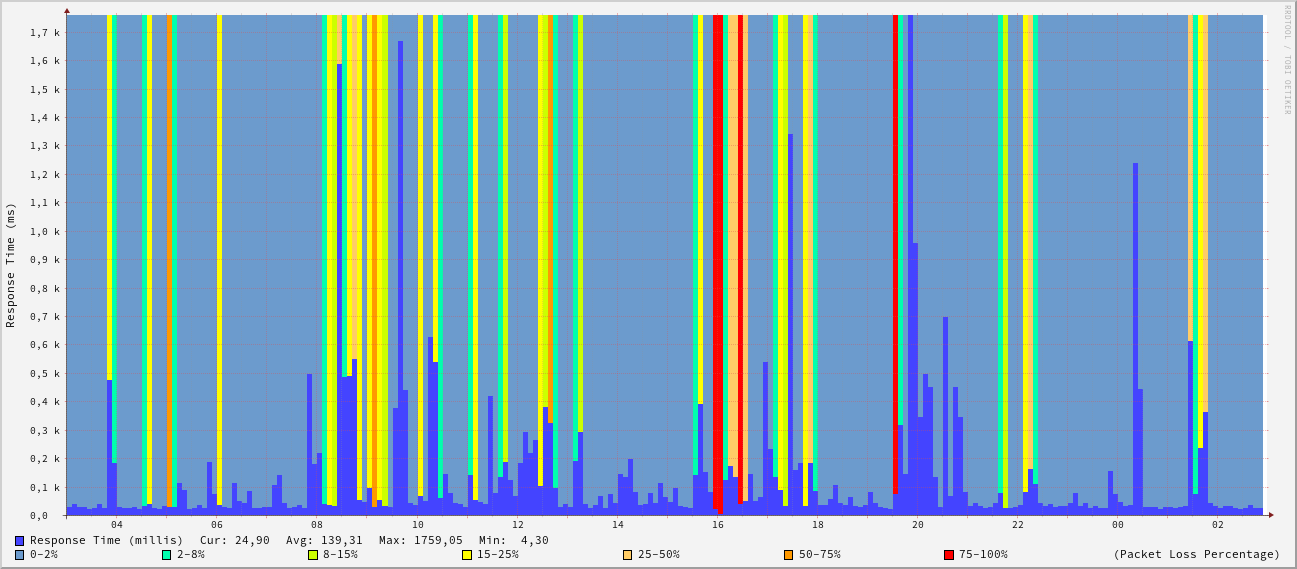 RRDTOOL / TOBI OETIKER
Response Time (ms)
1,7 k
1,6 k
1,5 k
1,4 k
1,3 k
1,2 k
1,1 k
1,0 k
0,9 k
0,8 k
0,7 k
0,6 k
0,5 k
0,4 k
0,3 k
0,2 k
0,1 k
0,0
04 06 08 10 12 14 16 18 20 22 00 02
Response Time (millis) Cur: 24,90 Avg: 139,31 Max: 1759,05 Min: 4,30
0-2% 2-8% 8-15% 15-25% 25-50% 50-75% 75-100% (Packet Loss Percentage)